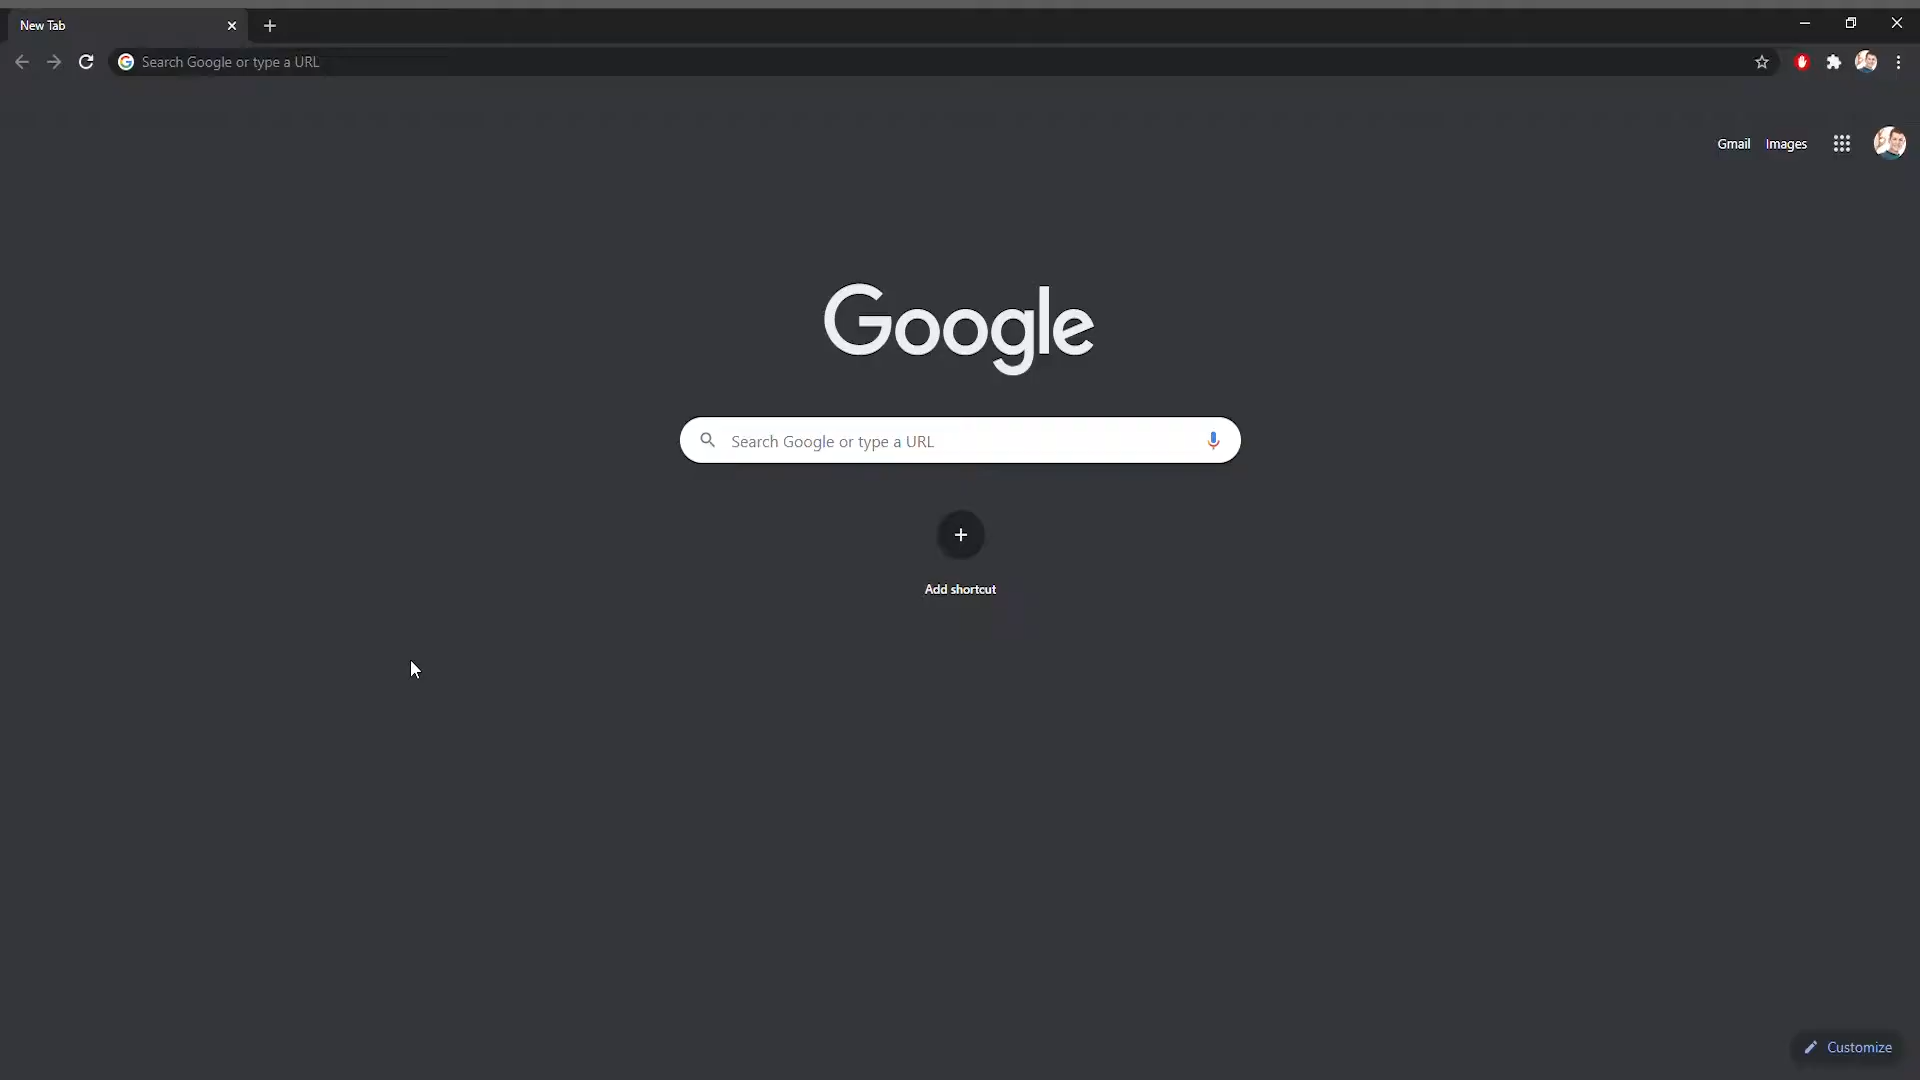 New Tab
Search Google or type a URL
Gmail Images
Google
Search Google or type a URL
Add shortcut
Customize